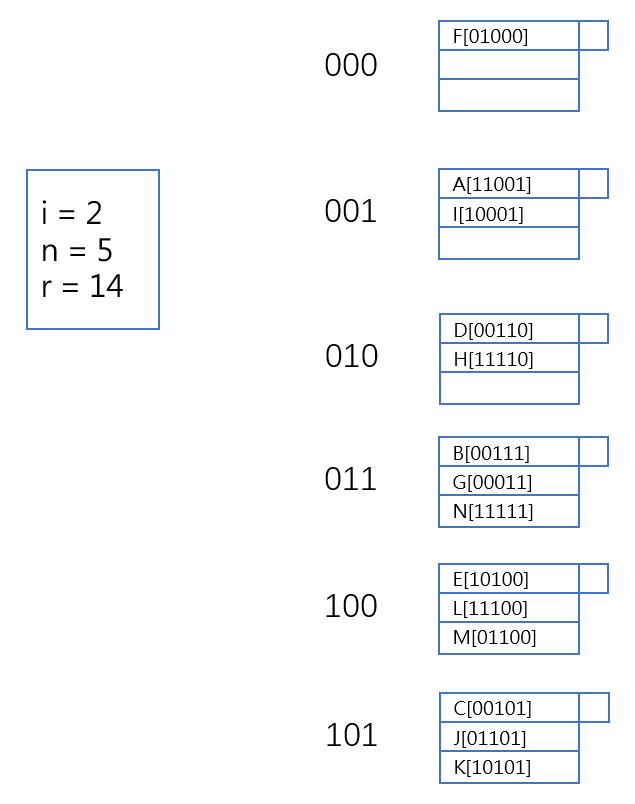 000
F[01000]
i = 2
n = 5
r = 14
001
A[11001]
I[10001]
010
D[00110]
H[11110]
011
B[00111]
G[00011]
N[11111]
100
E[10100]
L[11100]
M[01100]
101
C[00101]
J[01101]
K[10101]